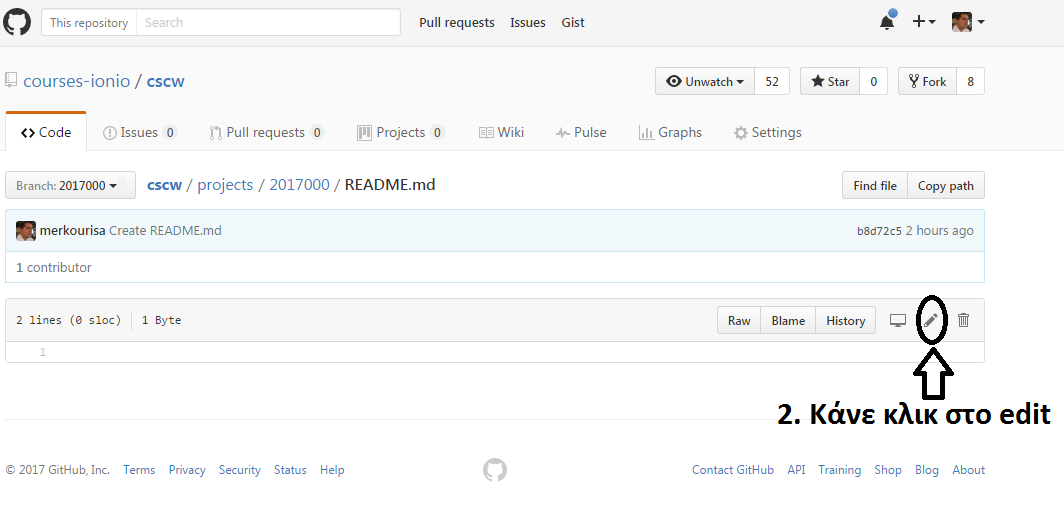 This repository Search Pull requests Issues Gist
courses-ionio / cscw Unwatch 52 Star 0 Fork 8
Code Issues 0 Pull requests 0 Projects 0 Wiki Pulse Graphs Settings
Branch: 2017000 cscw / projects / 2017000 / README.md Find file Copy path
merkourisa Create README.md b8d72c5 2 hours ago
1 contributor
2 lines (0 sloc) 1 Byte Raw Blame History
1
2. Κάνε κλικ στο edit
© 2017 GitHub, Inc. Terms Privacy Security Status Help Contact GitHub API Training Shop Blog About